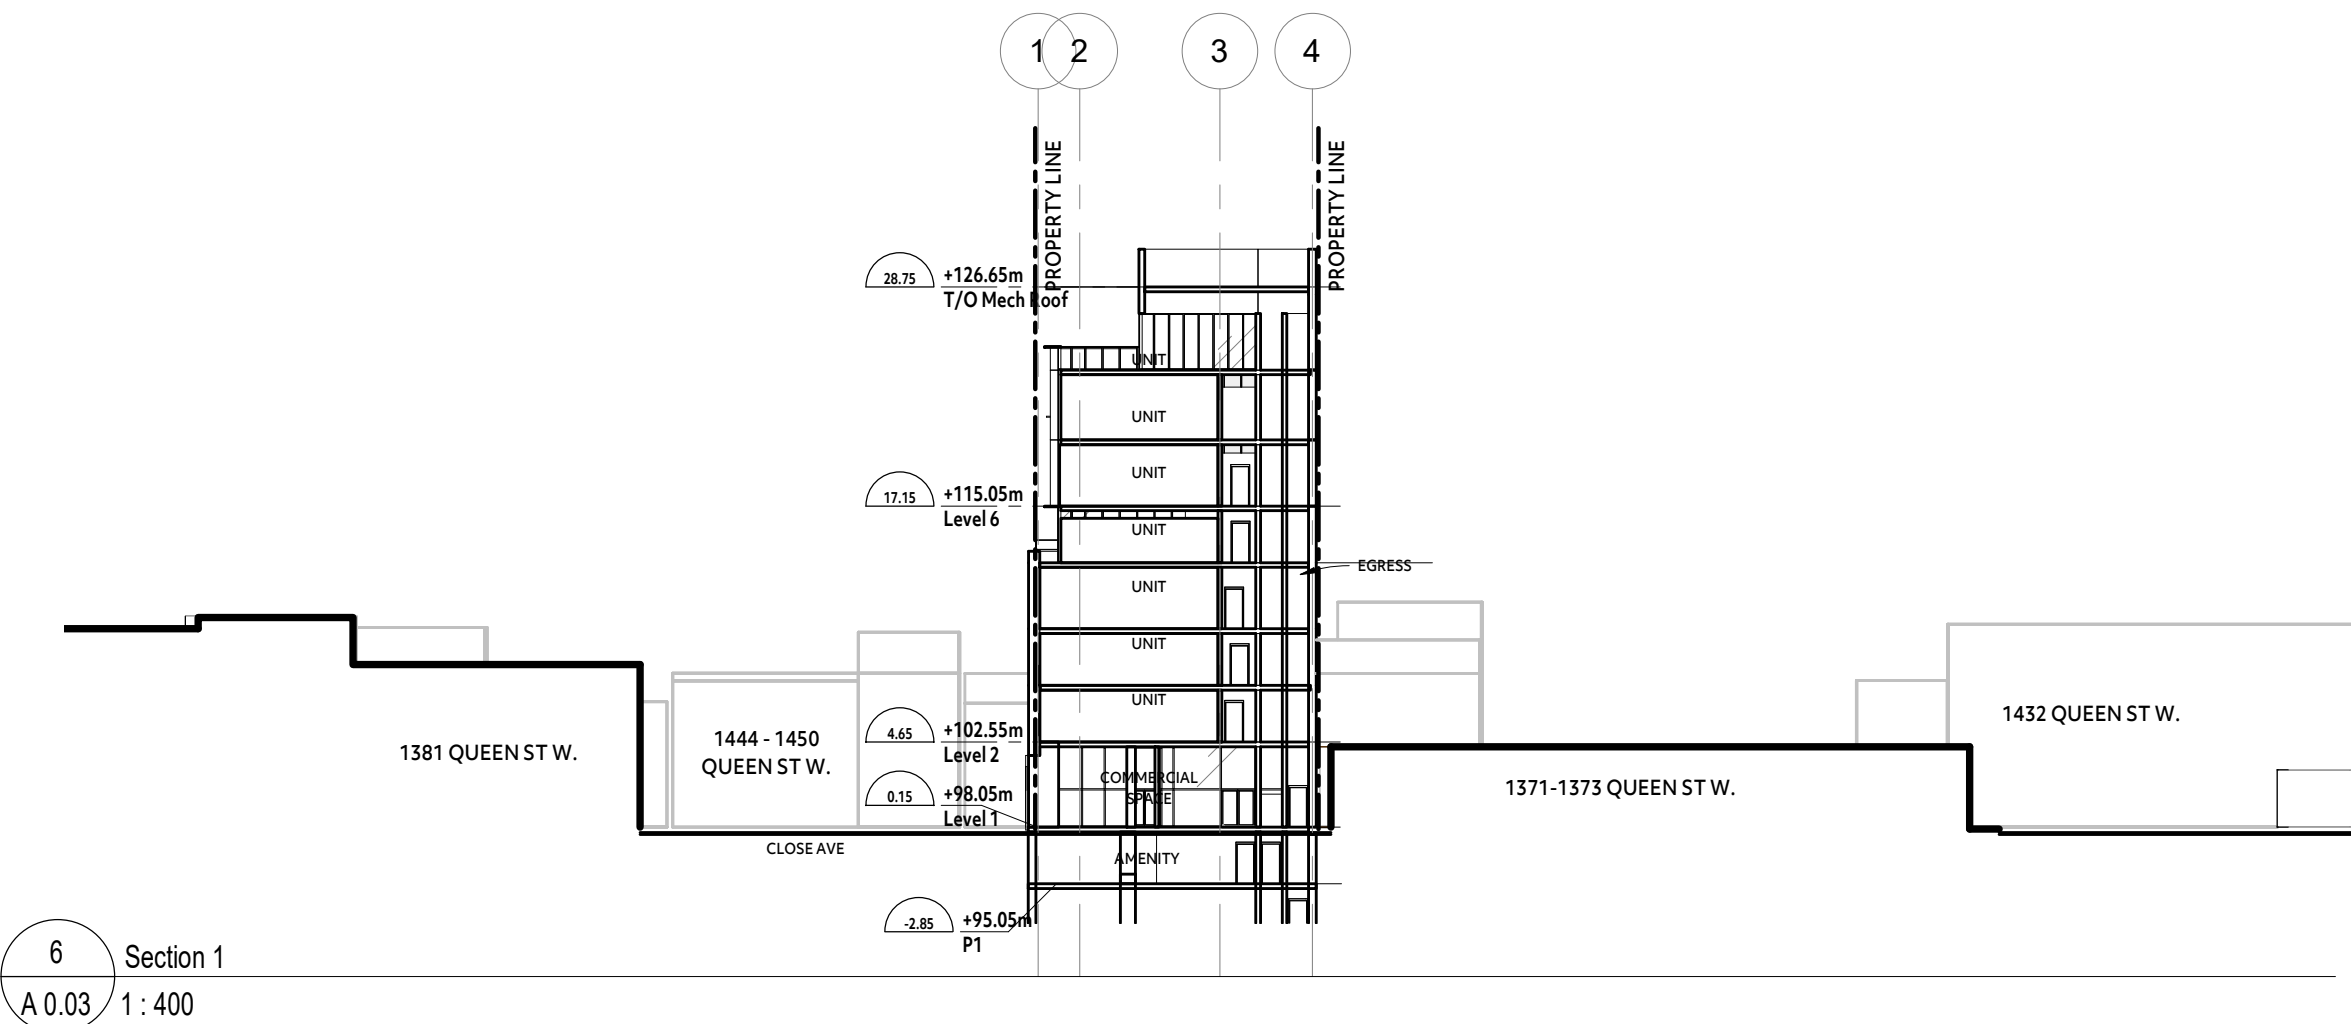 1 2 3 4
PROPERTY LINE
PROPERTY LINE
28.75 +126.65m
T/O Mech Roof
UNIT
UNIT
UNIT
17.15 +115.05m
Level 6
UNIT
EGRESS
UNIT
UNIT
UNIT
1432 QUEEN ST W.
4.65 +102.55m
Level 2
1381 QUEEN ST W.
1444 - 1450
QUEEN ST W.
COMMERCIAL
SPACE
1371-1373 QUEEN ST W.
0.15 +98.05m
Level 1
CLOSE AVE
AMENITY
-2.85 +95.05m
P1
6 Section 1
A 0.03 1 : 400